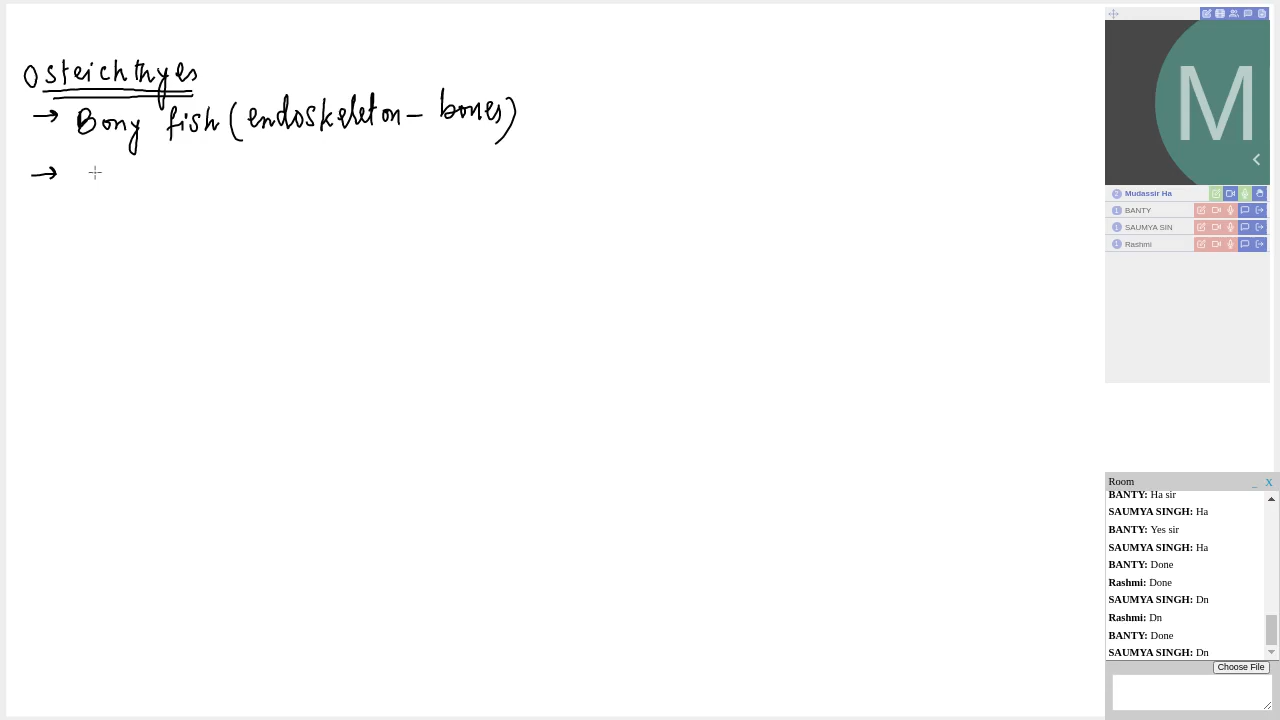 Osteichthyes
→ Bony fish (endoskeleton - bones)
→
M
Mudassir Ha
BANTY
SAUMYA SIN
Rashmi
Room _ X
BANTY: Ha sir
SAUMYA SINGH: Ha
BANTY: Yes sir
SAUMYA SINGH: Ha
BANTY: Done
Rashmi: Done
SAUMYA SINGH: Dn
Rashmi: Dn
BANTY: Done
SAUMYA SINGH: Dn
Choose File